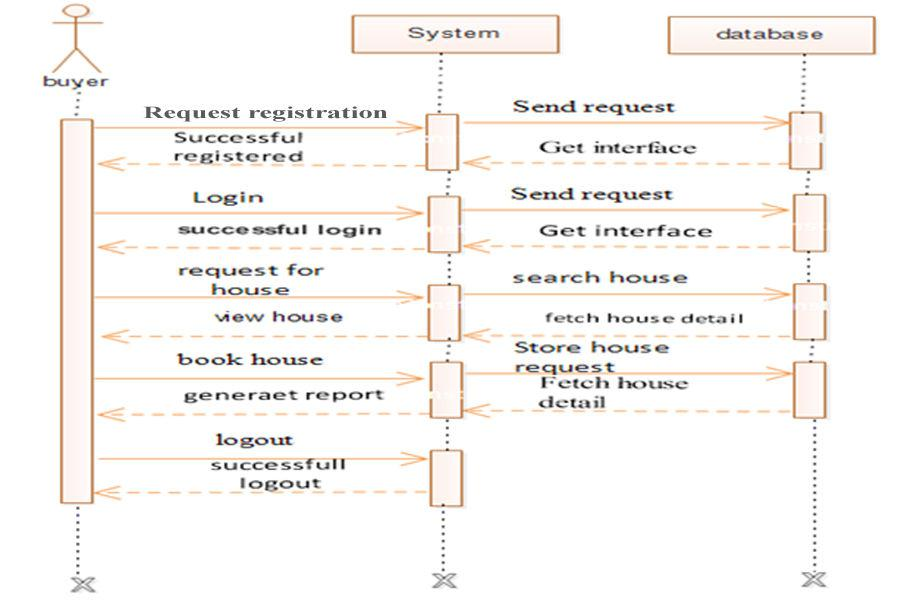 System
database
buyer
Request registration
Send request
Successful
registered
Get interface
Login
Send request
successful login
Get interface
request for
house
search house
view house
fetch house detail
Store house
request
book house
Fetch house
detail
generaet report
logout
successfull
logout